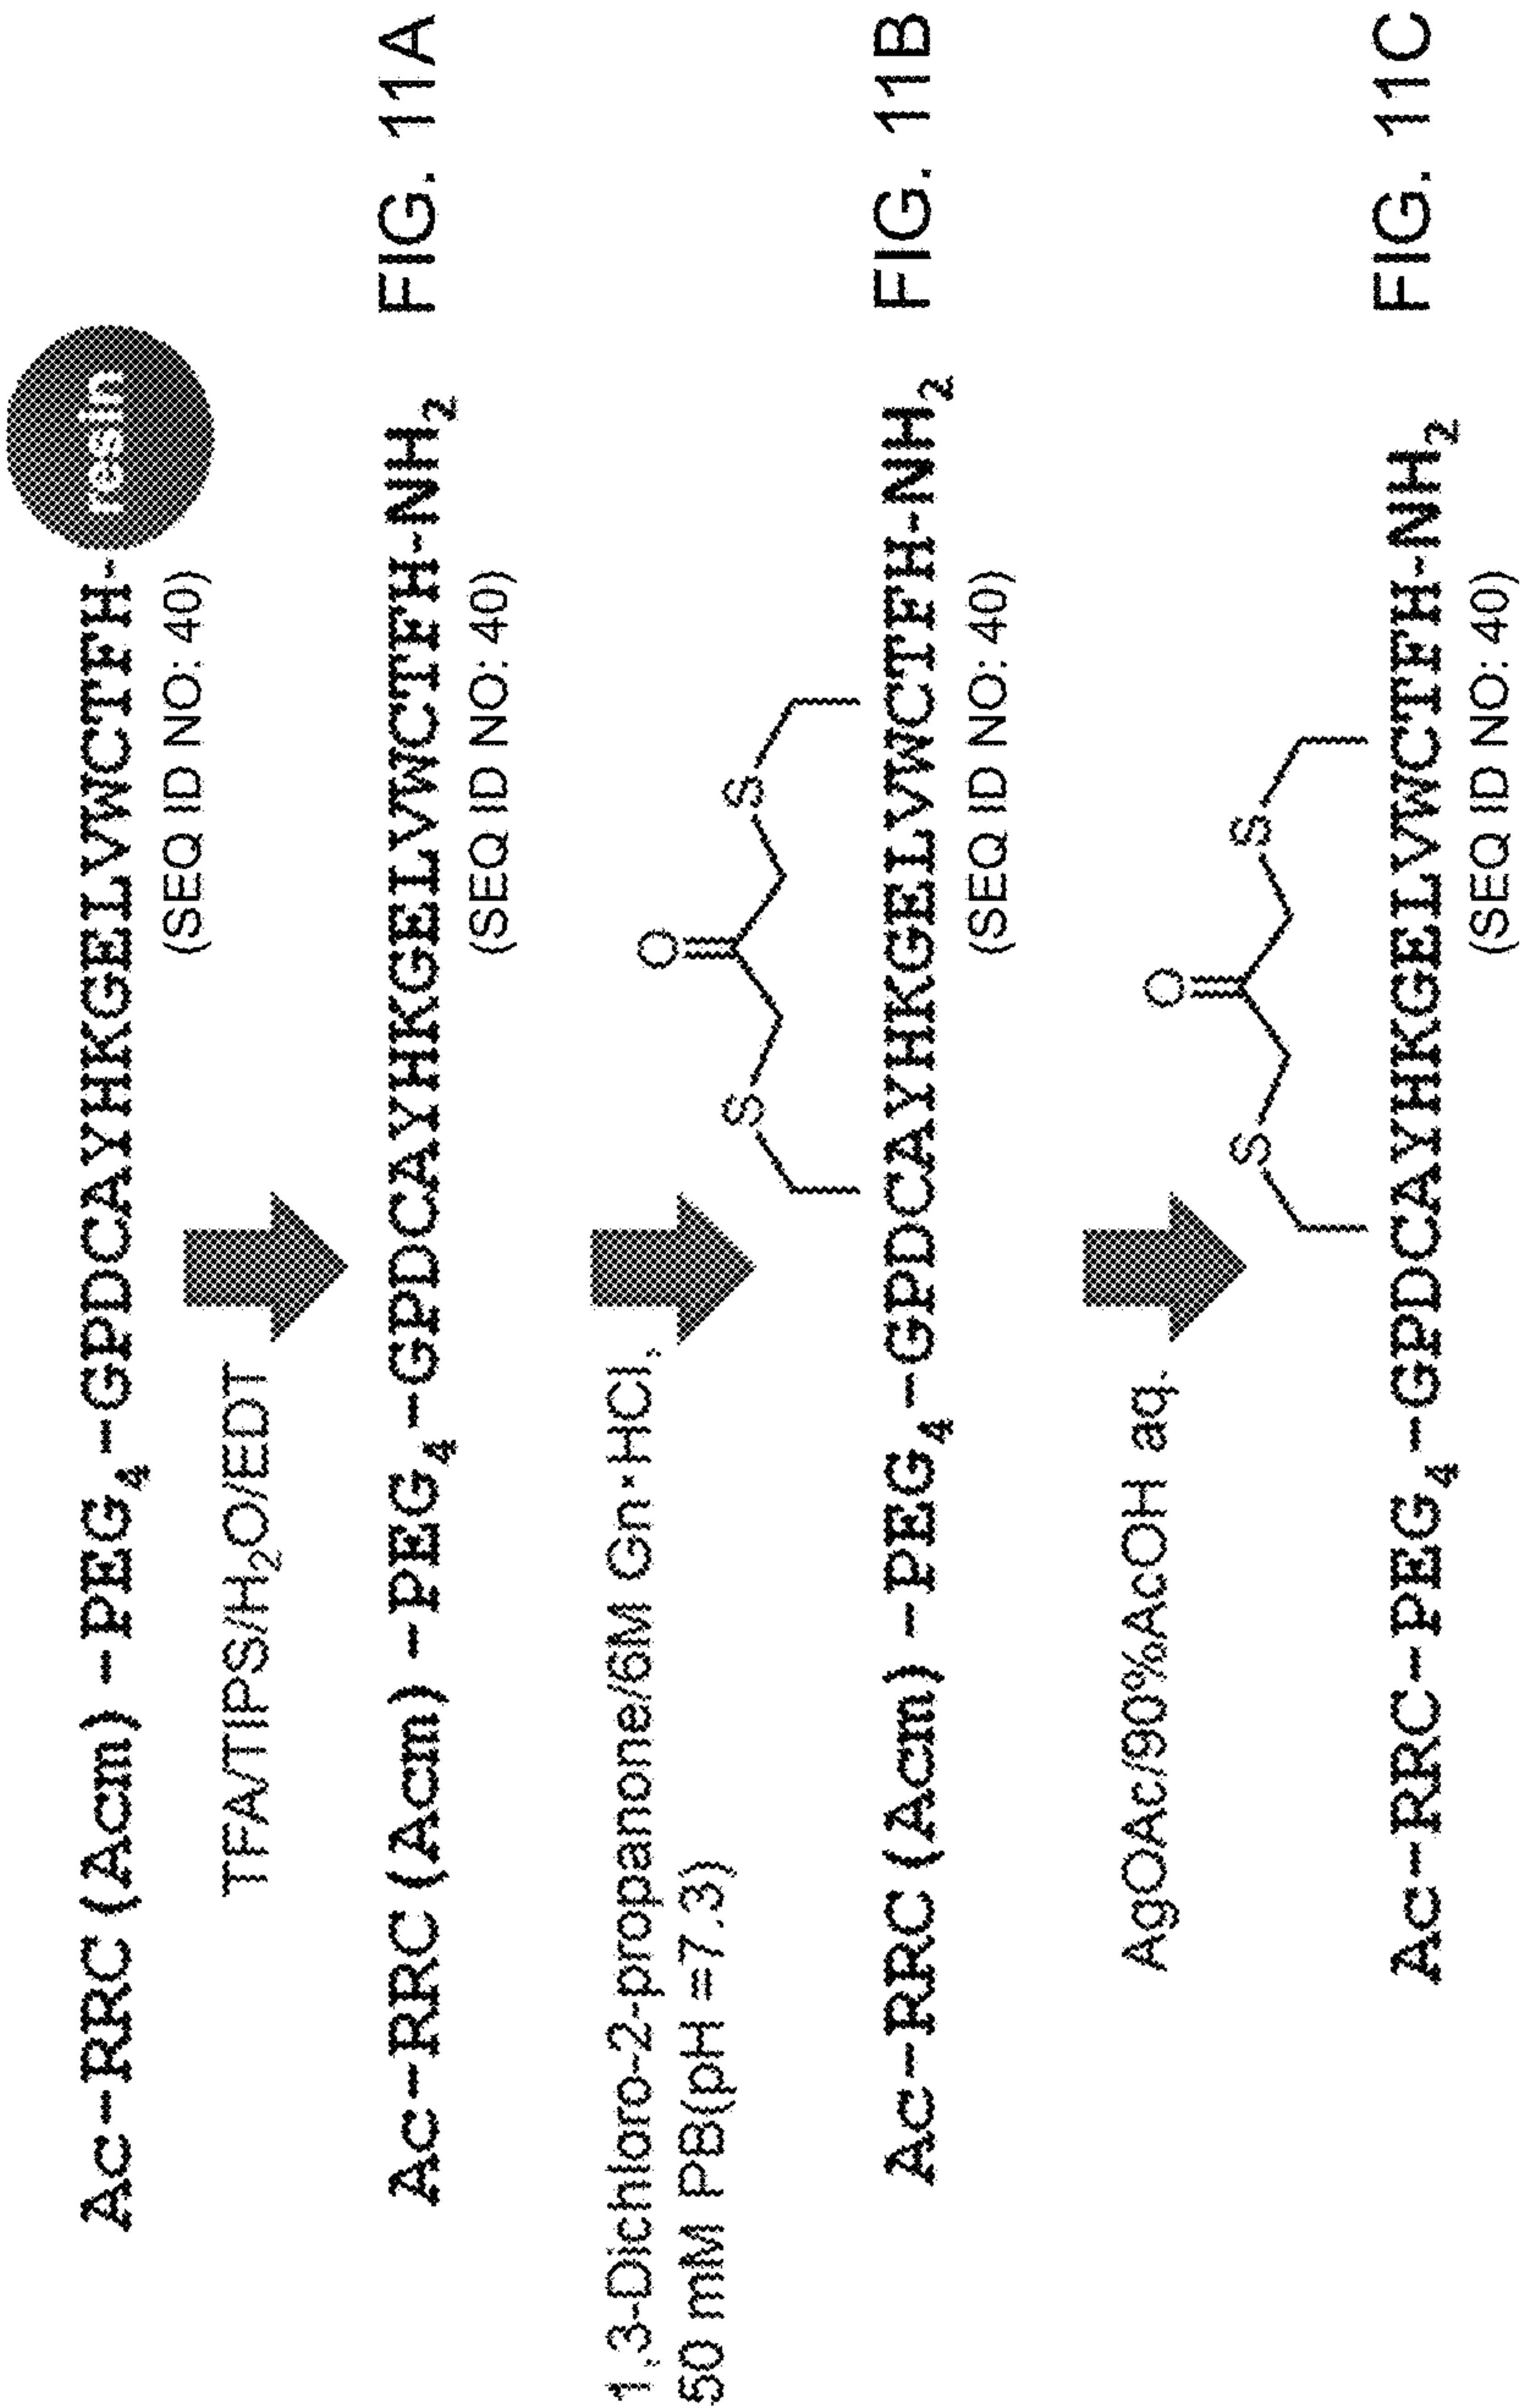 Ac-RRC(Acm)-PEG₄-GPDCAYHKGELVWCTFH-resin
(SEQ ID NO: 40)
TFA/TIPS/H₂O/EDT
Ac-RRC(Acm)-PEG₄-GPDCAYHKGELVWCTFH-NH₂ FIG. 11A
(SEQ ID NO: 40)
1,3-Dichloro-2-propanone/6M Gn·HCl,
50 mM PB(pH =7.3)
O
S S
Ac-RRC(Acm)-PEG₄-GPDCAYHKGELVWCTFH-NH₂ FIG. 11B
(SEQ ID NO: 40)
AgOAc/90%AcOH aq.
O
S S
Ac-RRC-PEG₄-GPDCAYHKGELVWCTFH-NH₂ FIG. 11C
(SEQ ID NO: 40)